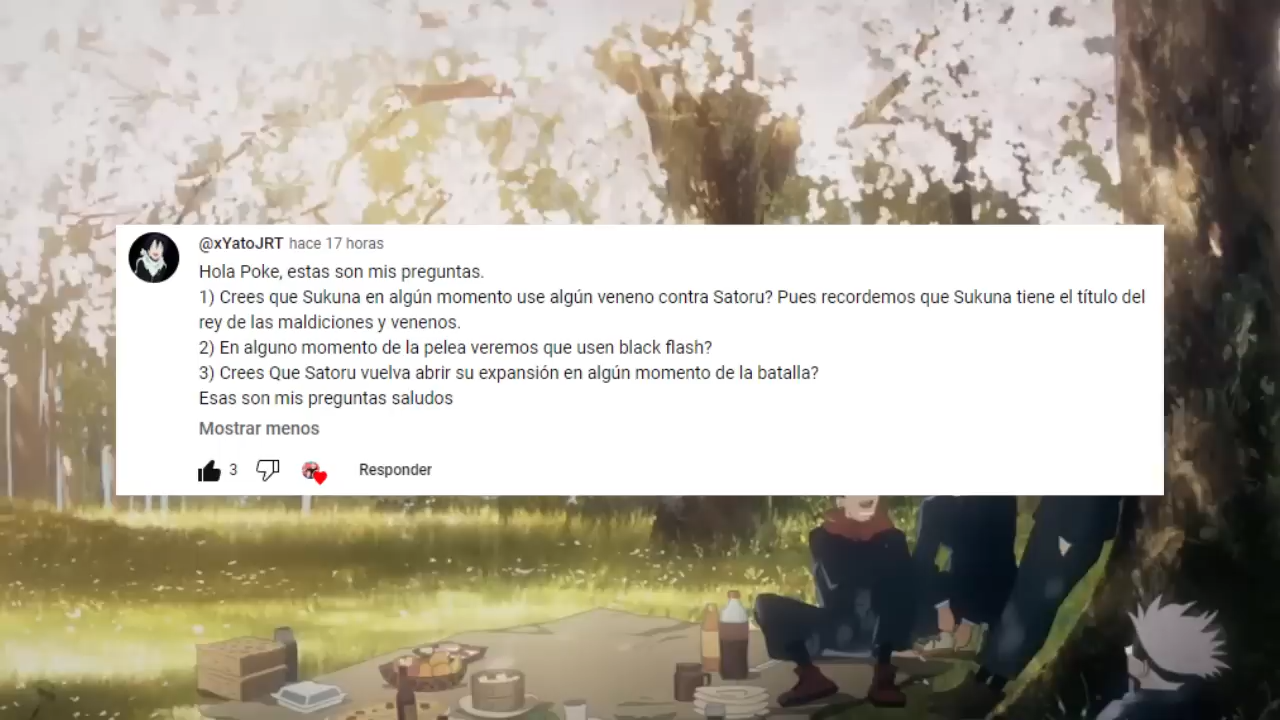 @xYatoJRT hace 17 horas
Hola Poke, estas son mis preguntas.
1) Crees que Sukuna en algún momento use algún veneno contra Satoru? Pues recordemos que Sukuna tiene el título del
rey de las maldiciones y venenos.
2) En alguno momento de la pelea veremos que usen black flash?
3) Crees Que Satoru vuelva abrir su expansión en algún momento de la batalla?
Esas son mis preguntas saludos
Mostrar menos
3 Responder